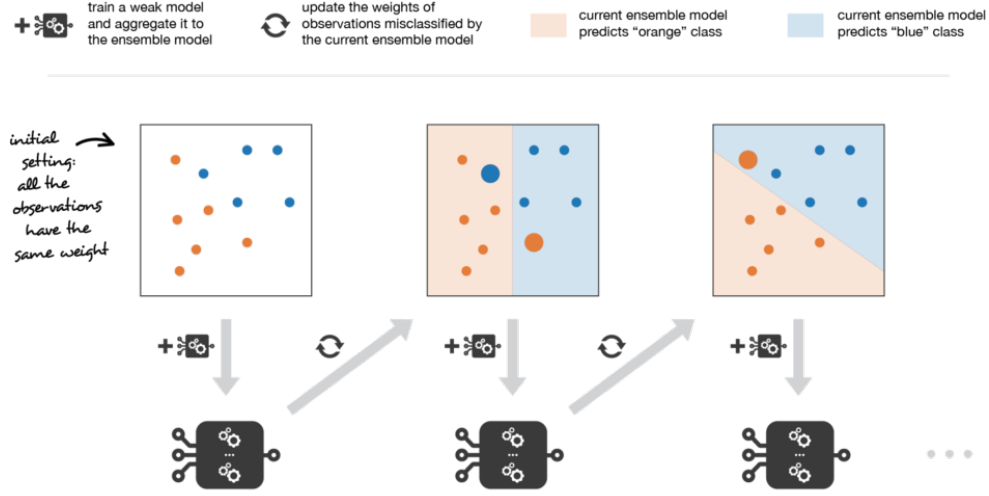 train a weak model
and aggregate it to
the ensemble model
update the weights of
observations misclassified by
the current ensemble model
current ensemble model
predicts “orange” class
current ensemble model
predicts “blue” class
initial
setting:
all the
observations
have the
same weight